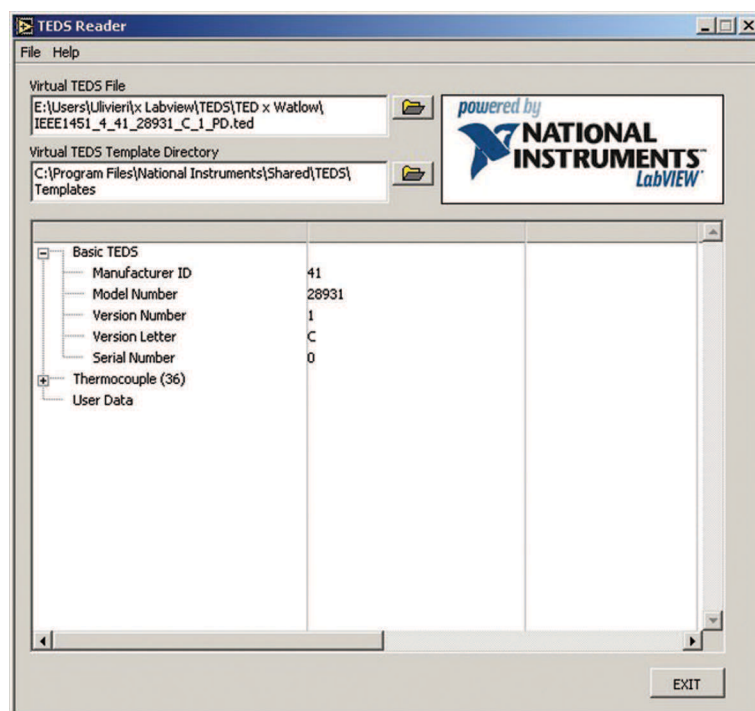 TEDS Reader
File Help
Virtual TEDS File
E:\Users\Ulivieri\x Labview\TEDS\TED x Watlow\
IEEE1451_4_41_28931_C_1_PD.ted
Virtual TEDS Template Directory
C:\Program Files\National Instruments\Shared\TEDS\
Templates
powered by
NATIONAL
INSTRUMENTS™
LabVIEW™
Basic TEDS
Manufacturer ID 41
Model Number 28931
Version Number 1
Version Letter C
Serial Number 0
Thermocouple (36)
User Data
EXIT